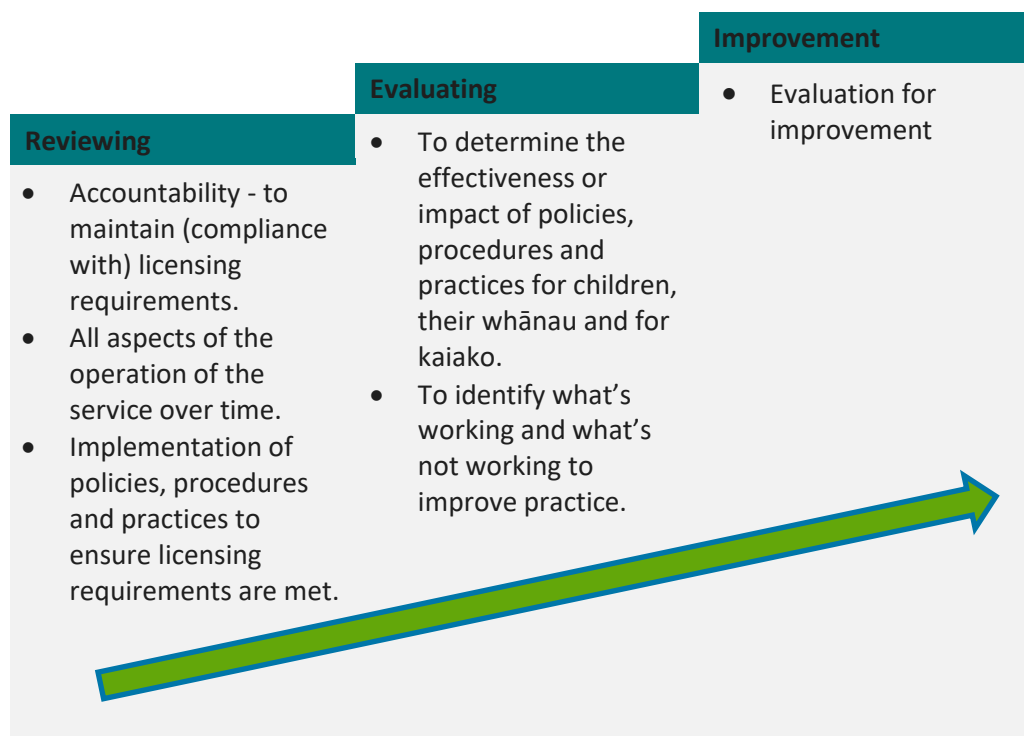 Reviewing
• Accountability - to
maintain (compliance
with) licensing
requirements.
• All aspects of the
operation of the
service over time.
• Implementation of
policies, procedures
and practices to
ensure licensing
requirements are met.
Evaluating
• To determine the
effectiveness or
impact of policies,
procedures and
practices for children,
their whānau and for
kaiako.
• To identify what’s
working and what’s
not working to
improve practice.
Improvement
• Evaluation for
improvement